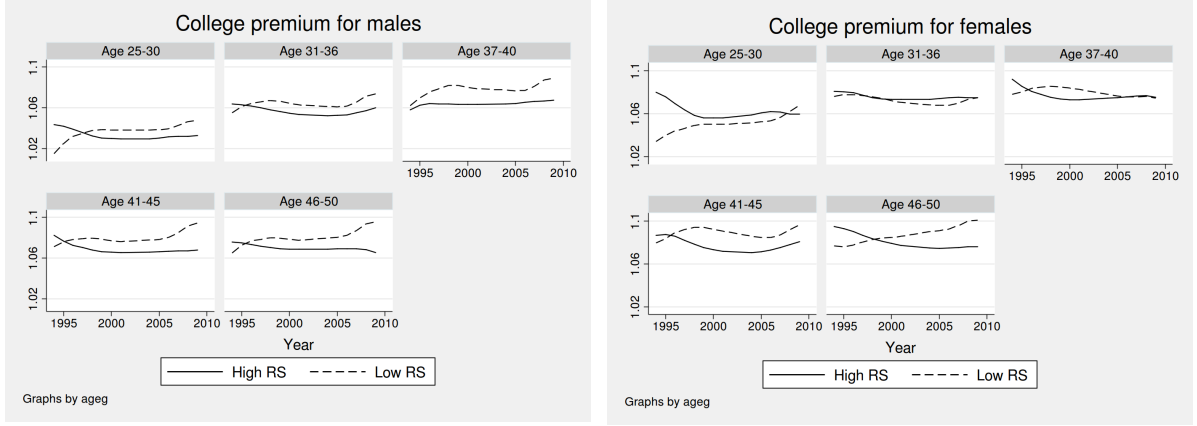 College premium for males
Age 25-30
Age 31-36
Age 37-40
1.02 1.06 1.1
1995 2000 2005 2010
Age 41-45
Age 46-50
1.02 1.06 1.1
1995 2000 2005 2010
1995 2000 2005 2010
Year
High RS
Low RS
Graphs by ageg
College premium for females
Age 25-30
Age 31-36
Age 37-40
1.02 1.06 1.1
1995 2000 2005 2010
Age 41-45
Age 46-50
1.02 1.06 1.1
1995 2000 2005 2010
1995 2000 2005 2010
Year
High RS
Low RS
Graphs by ageg